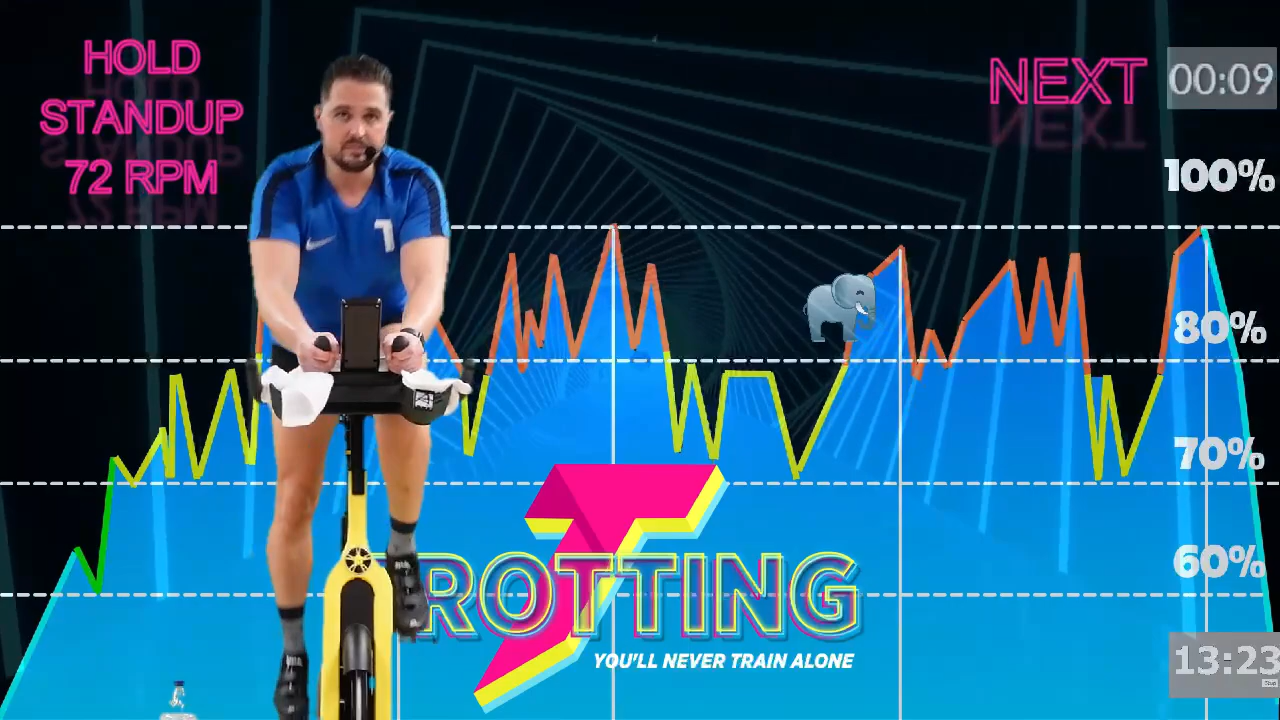 HOLD
STANDUP
72 RPM
NEXT
00:09
100%
80%
70%
60%
TROTTING
YOU'LL NEVER TRAIN ALONE
13:23
1